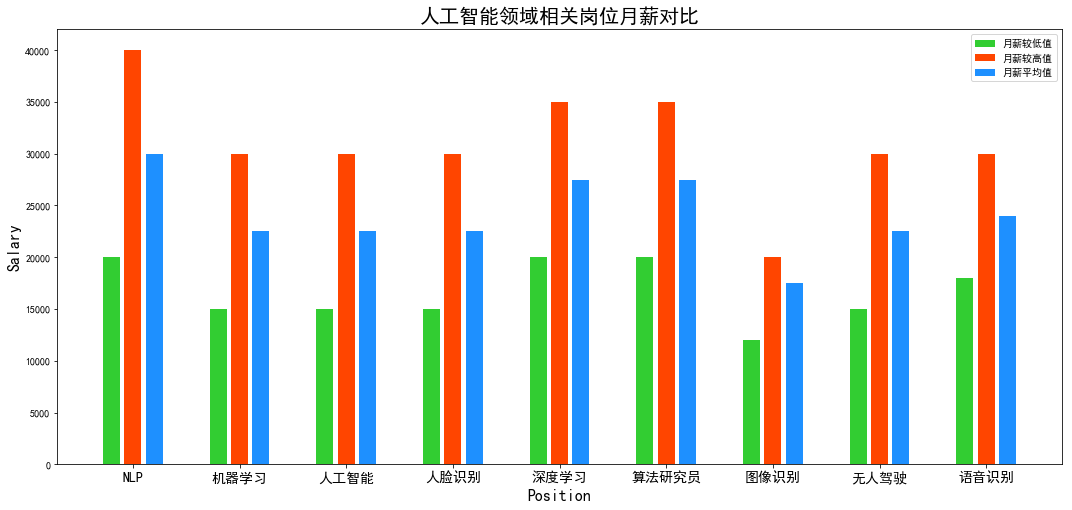 人工智能领域相关岗位月薪对比
月薪较低值
月薪较高值
月薪平均值
Salary
40000
35000
30000
25000
20000
15000
10000
5000
0
NLP 机器学习 人工智能 人脸识别 深度学习 算法研究员 图像识别 无人驾驶 语音识别
Position